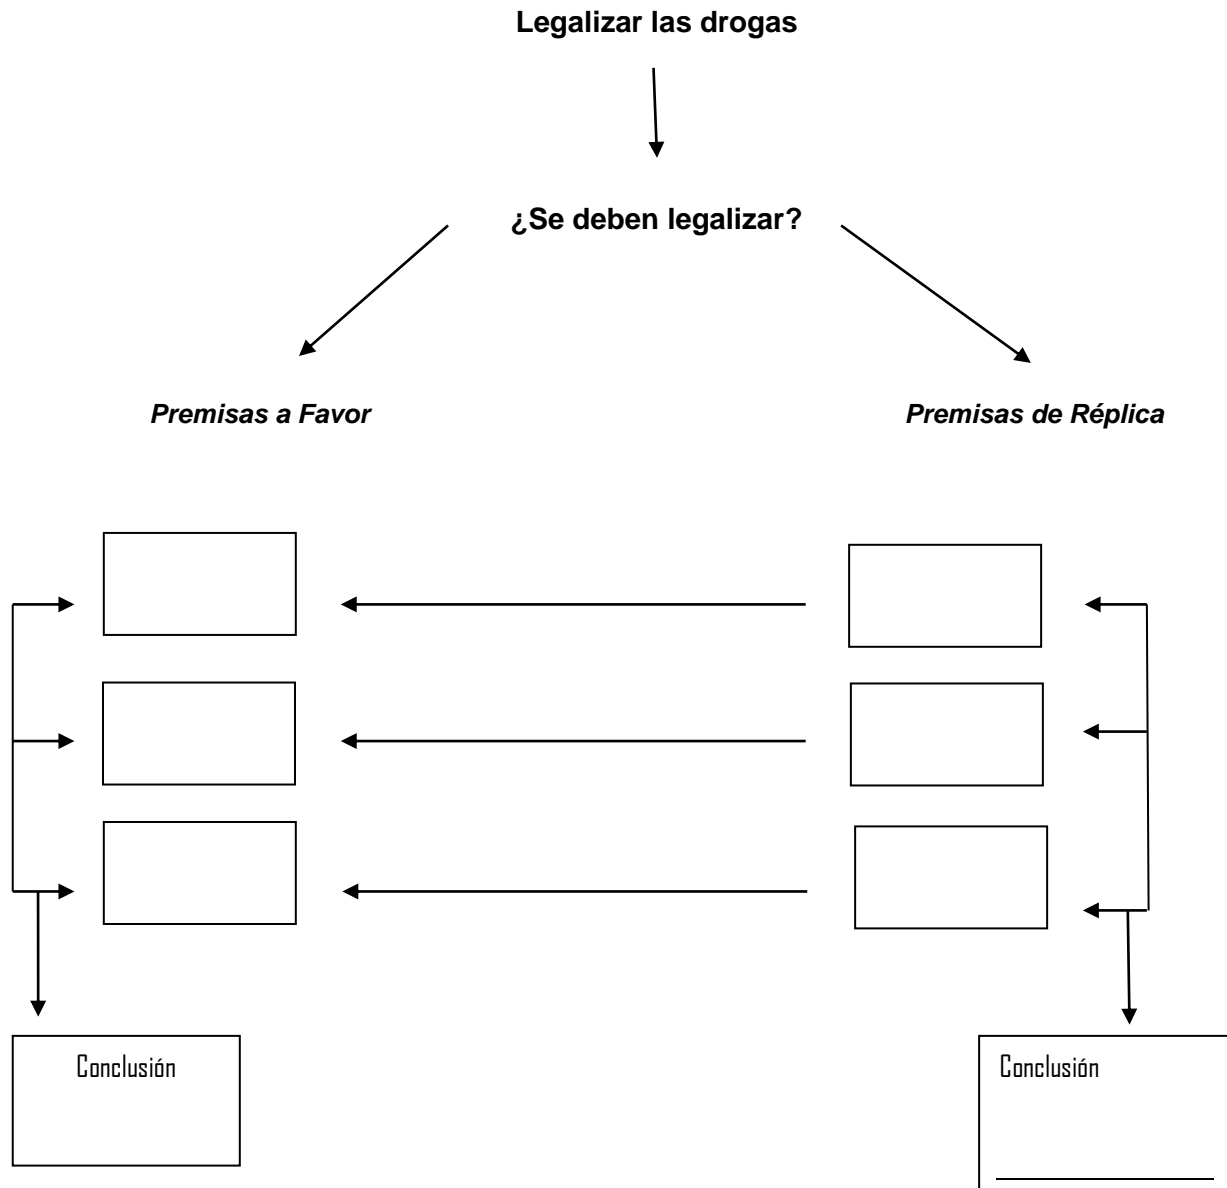 Legalizar las drogas
¿Se deben legalizar?
Premisas a Favor
Premisas de Réplica
Conclusión
Conclusión